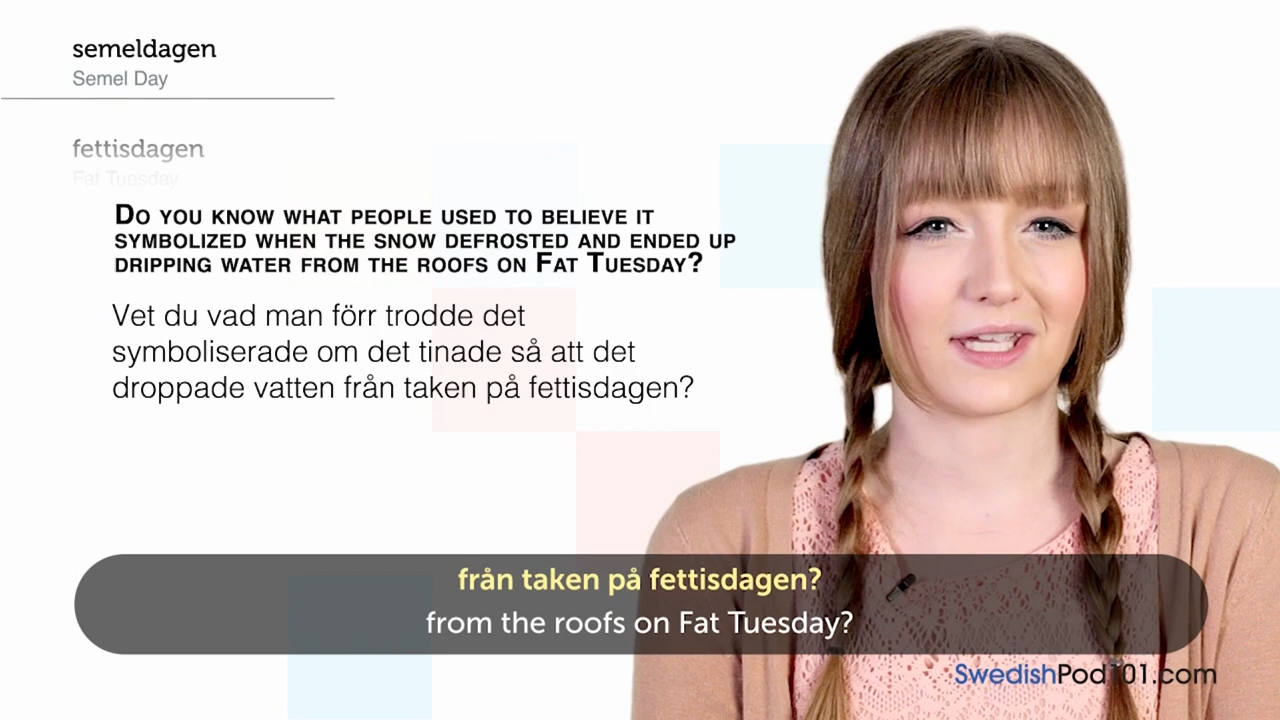 semeldagen
Semel Day
fettisdagen
Fat Tuesday
Do you know what people used to believe it
symbolized when the snow defrosted and ended up
dripping water from the roofs on Fat Tuesday?
Vet du vad man förr trodde det
symboliserade om det tinade så att det
droppade vatten från taken på fettisdagen?
från taken på fettisdagen?
from the roofs on Fat Tuesday?
SwedishPod101.com